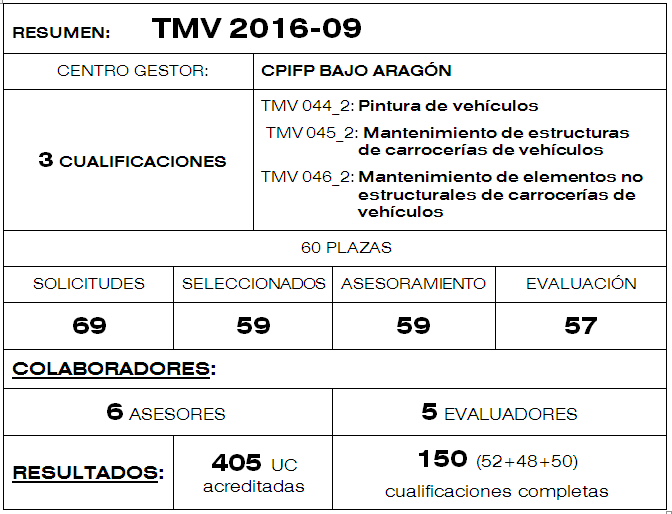 RESUMEN: TMV 2016-09
CENTRO GESTOR: CPIFP BAJO ARAGÓN
3 CUALIFICACIONES
TMV 044_2: Pintura de vehículos
TMV 045_2: Mantenimiento de estructuras
de carrocerías de vehículos
TMV 046_2: Mantenimiento de elementos no
estructurales de carrocerías de
vehículos
60 PLAZAS
SOLICITUDES SELECCIONADOS ASESORAMIENTO EVALUACIÓN
69 59 59 57
COLABORADORES:
6 ASESORES 5 EVALUADORES
RESULTADOS:
405 UC
acreditadas
150 (52+48+50)
cualificaciones completas